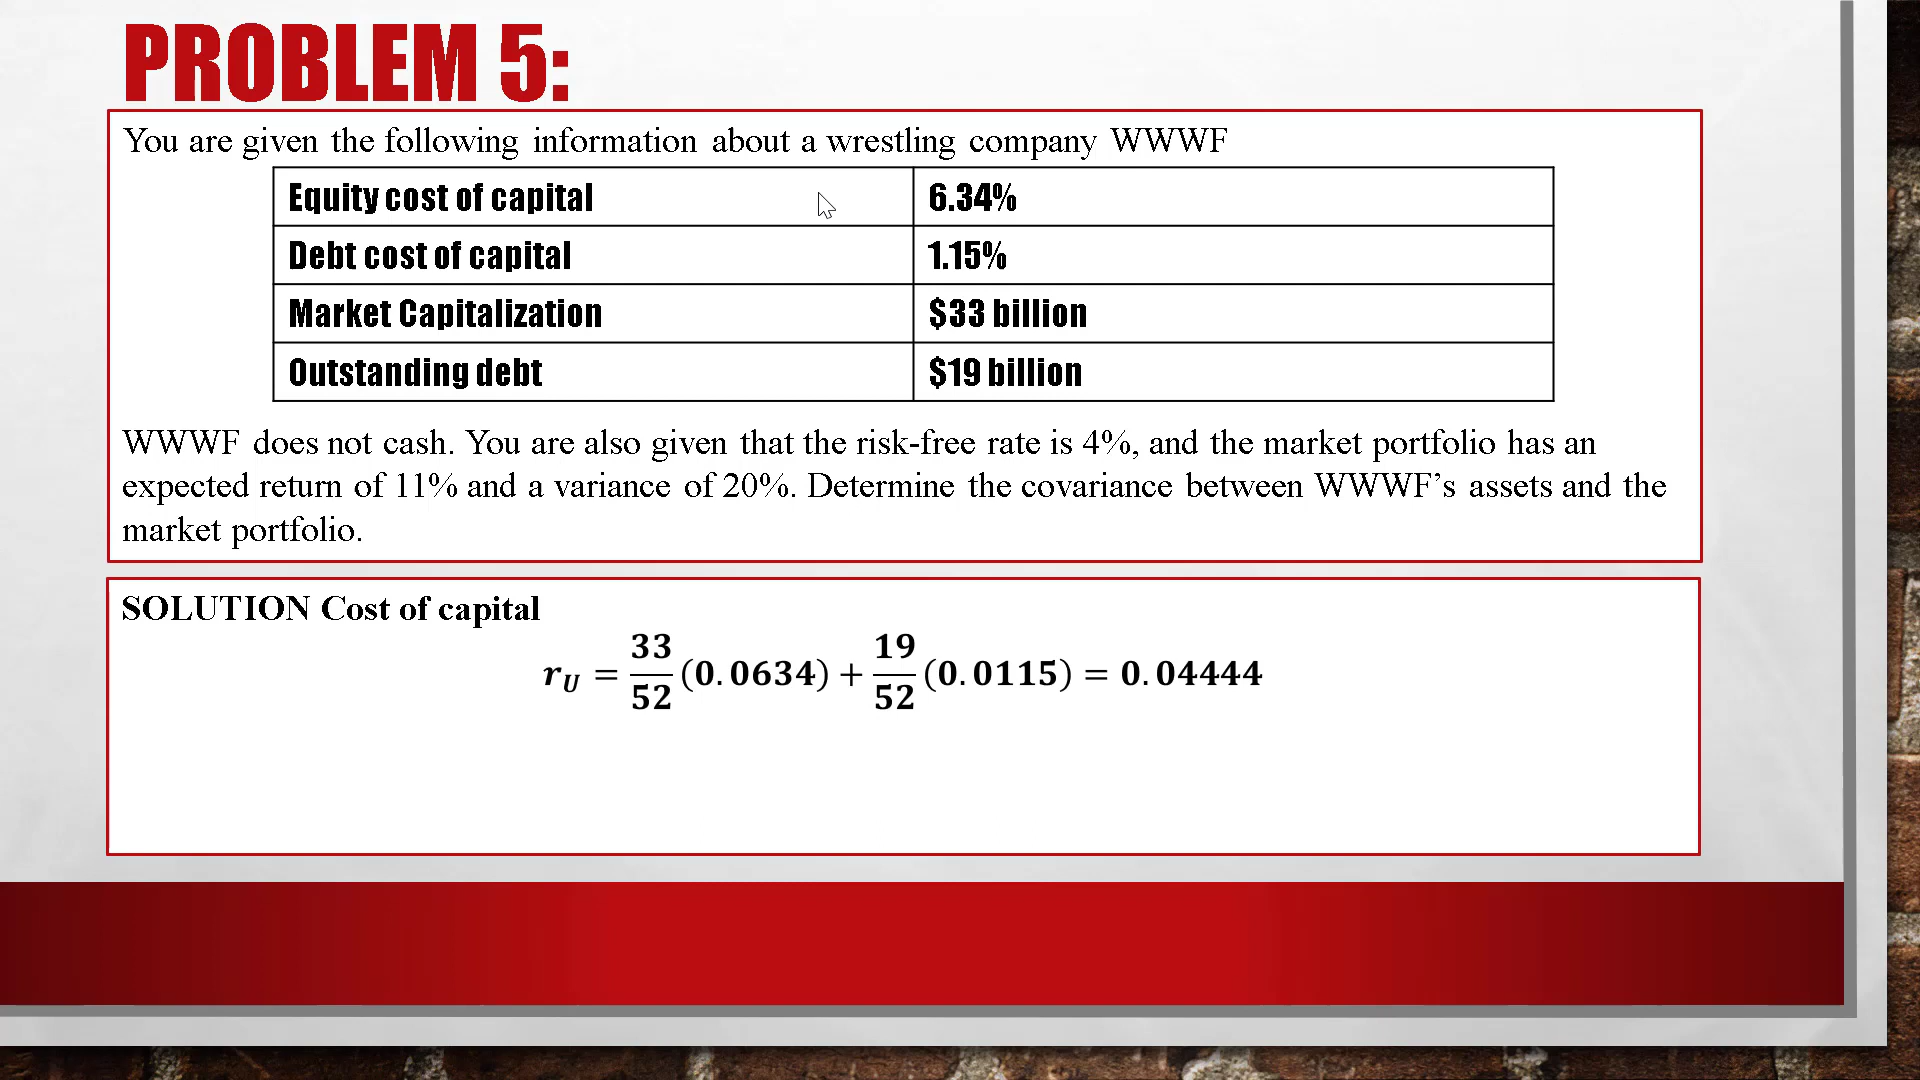 PROBLEM 5:
You are given the following information about a wrestling company WWWF
Equity cost of capital 6.34%
Debt cost of capital 1.15%
Market Capitalization $33 billion
Outstanding debt $19 billion
WWWF does not cash. You are also given that the risk-free rate is 4%, and the market portfolio has an
expected return of 11% and a variance of 20%. Determine the covariance between WWWF’s assets and the
market portfolio.
SOLUTION Cost of capital
r_U = 33/52 (0.0634) + 19/52 (0.0115) = 0.04444